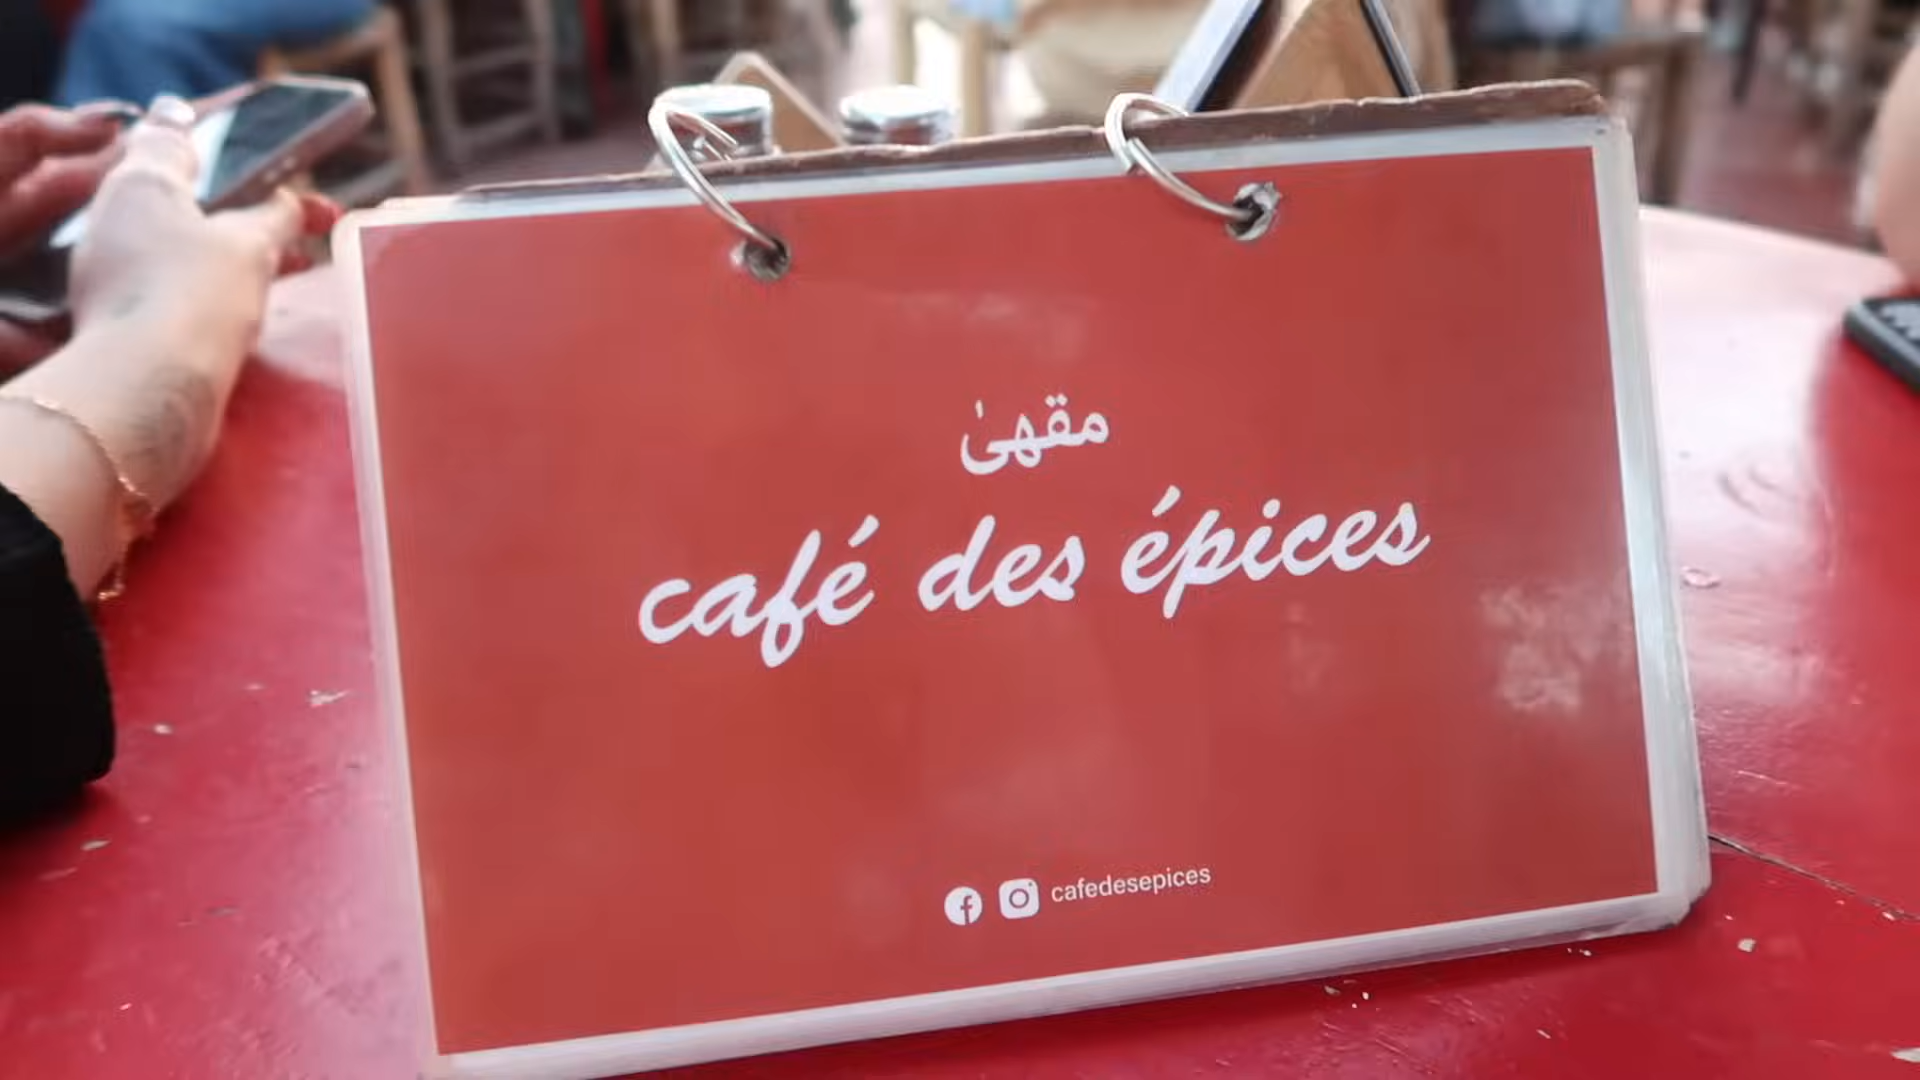 مقهىٰ
café des épices
cafedesepices